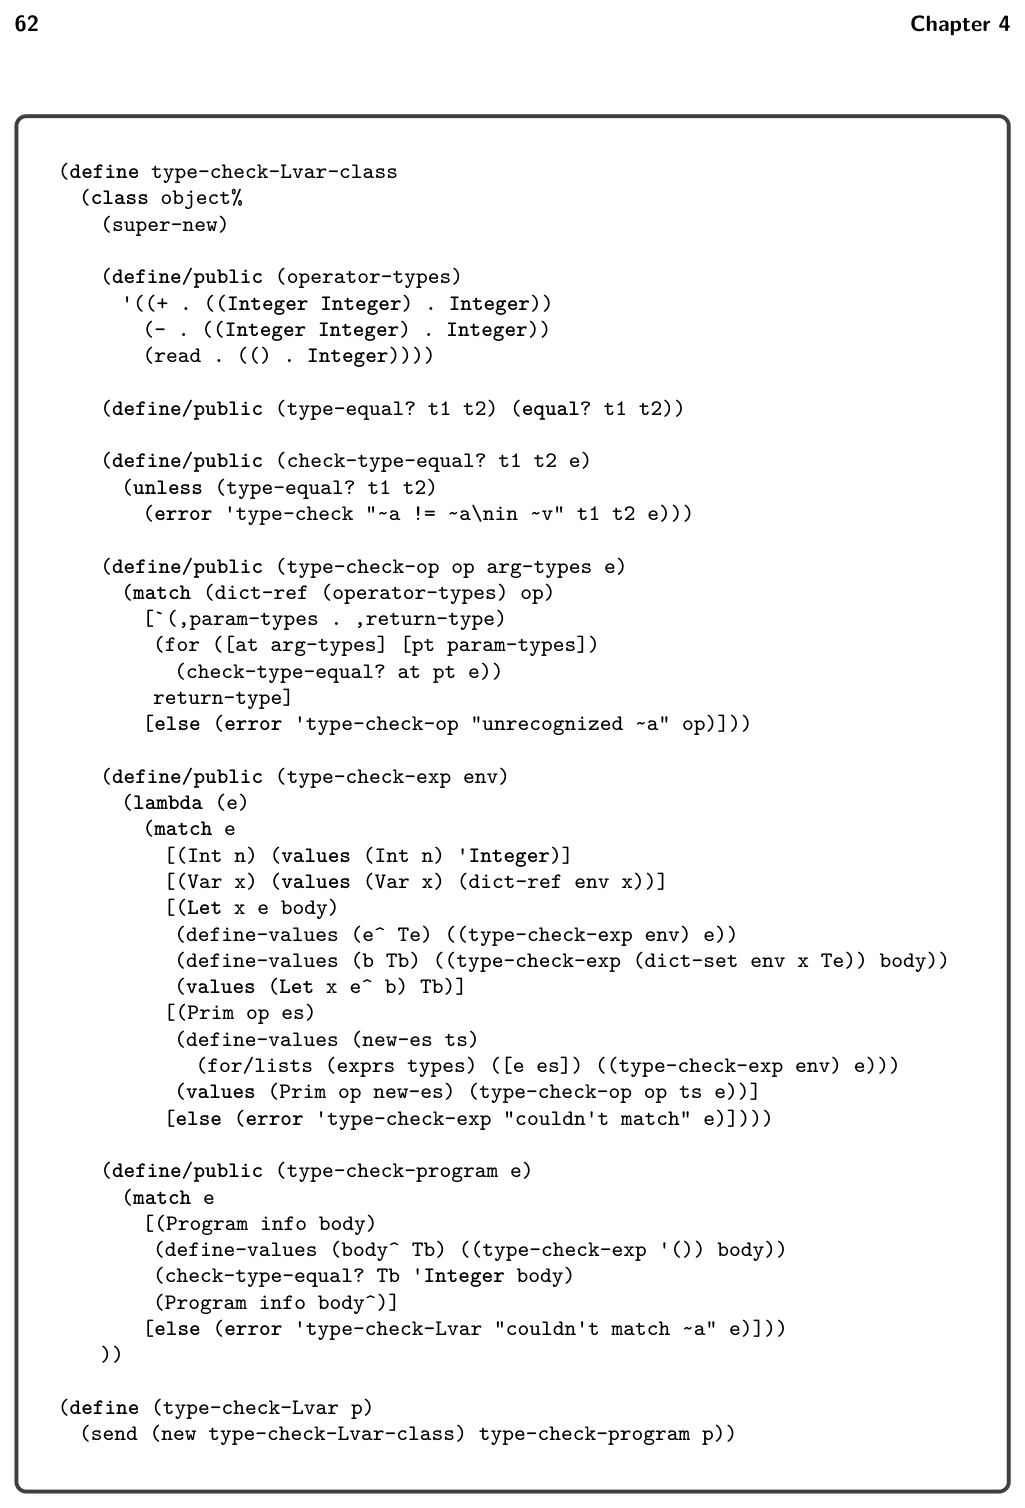 62 Chapter 4
(define type-check-Lvar-class
  (class object%
    (super-new)

    (define/public (operator-types)
      '((+ . ((Integer Integer) . Integer))
        (- . ((Integer Integer) . Integer))
        (read . (() . Integer))))

    (define/public (type-equal? t1 t2) (equal? t1 t2))

    (define/public (check-type-equal? t1 t2 e)
      (unless (type-equal? t1 t2)
        (error 'type-check "~a != ~a\nin ~v" t1 t2 e)))

    (define/public (type-check-op op arg-types e)
      (match (dict-ref (operator-types) op)
        [`(,param-types . ,return-type)
         (for ([at arg-types] [pt param-types])
           (check-type-equal? at pt e))
         return-type]
        [else (error 'type-check-op "unrecognized ~a" op)]))

    (define/public (type-check-exp env)
      (lambda (e)
        (match e
          [(Int n) (values (Int n) 'Integer)]
          [(Var x) (values (Var x) (dict-ref env x))]
          [(Let x e body)
           (define-values (e^ Te) ((type-check-exp env) e))
           (define-values (b Tb) ((type-check-exp (dict-set env x Te)) body))
           (values (Let x e^ b) Tb)]
          [(Prim op es)
           (define-values (new-es ts)
             (for/lists (exprs types) ([e es]) ((type-check-exp env) e)))
           (values (Prim op new-es) (type-check-op op ts e))]
          [else (error 'type-check-exp "couldn't match" e)])))

    (define/public (type-check-program e)
      (match e
        [(Program info body)
         (define-values (body^ Tb) ((type-check-exp '()) body))
         (check-type-equal? Tb 'Integer body)
         (Program info body^)]
        [else (error 'type-check-Lvar "couldn't match ~a" e)]))
    ))

(define (type-check-Lvar p)
  (send (new type-check-Lvar-class) type-check-program p))